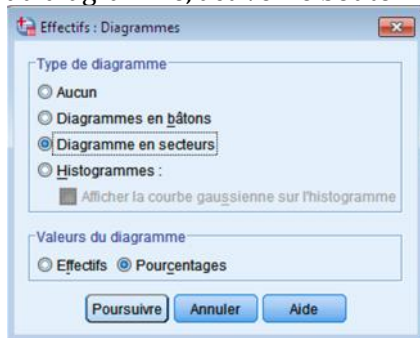 Effectifs : Diagrammes
Type de diagramme
Aucun
Diagrammes en bâtons
Diagramme en secteurs
Histogrammes :
Afficher la courbe gaussienne sur l'histogramme
Valeurs du diagramme
Effectifs Pourcentages
Poursuivre Annuler Aide